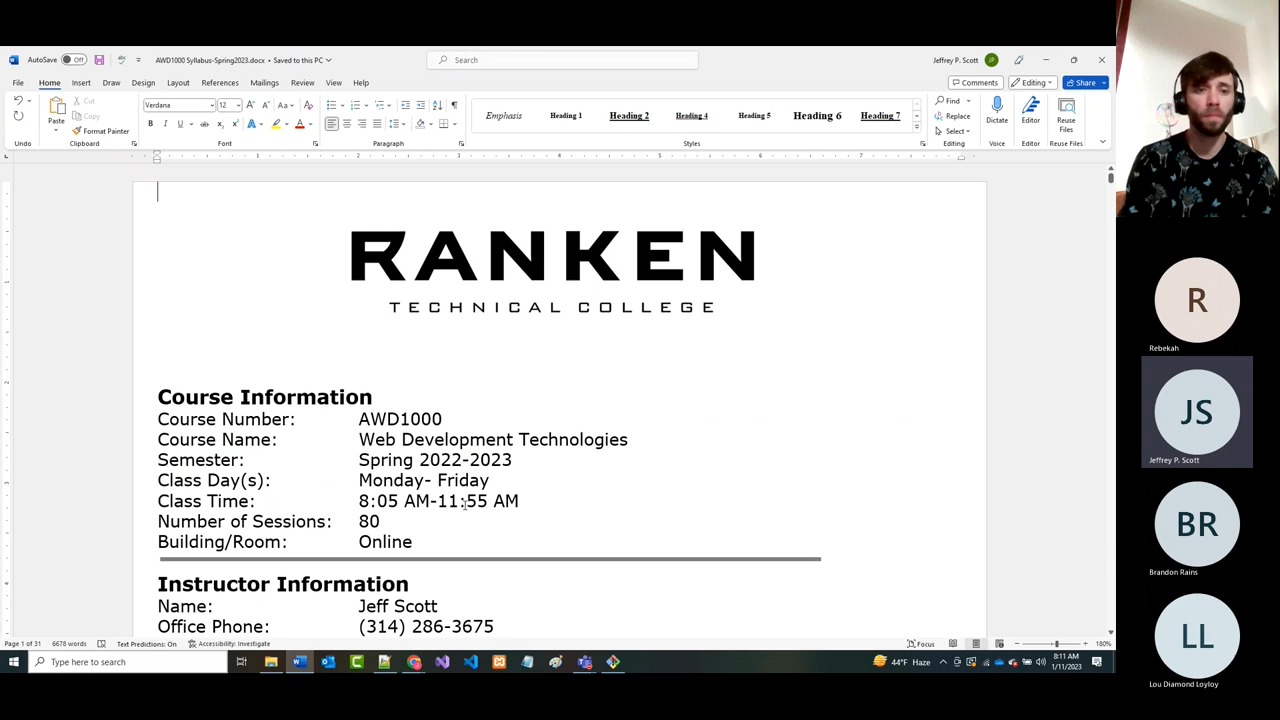 AutoSave Off AWD1000 Syllabus-Spring2023.docx • Saved to this PC Search Jeffrey P. Scott JP
File Home Insert Draw Design Layout References Mailings Review View Help Comments Editing Share
Cut
Copy
Paste Format Painter
Verdana 12
Emphasis Heading 1 Heading 2 Heading 4 Heading 5 Heading 6 Heading 7
Find
Replace
Select
Dictate Editor Reuse Files
Undo Clipboard Font Paragraph Styles Editing Voice Editor Reuse Files
RANKEN
TECHNICAL COLLEGE
Course Information
Course Number: AWD1000
Course Name: Web Development Technologies
Semester: Spring 2022-2023
Class Day(s): Monday- Friday
Class Time: 8:05 AM-11:55 AM
Number of Sessions: 80
Building/Room: Online
Instructor Information
Name: Jeff Scott
Office Phone: (314) 286-3675
Page 1 of 31 6678 words Text Predictions: On Accessibility: Investigate Focus 180%
Type here to search 44°F Haze 8:11 AM
1/11/2023
R
Rebekah
JS
Jeffrey P. Scott
BR
Brandon Rains
LL
Lou Diamond Loyloy